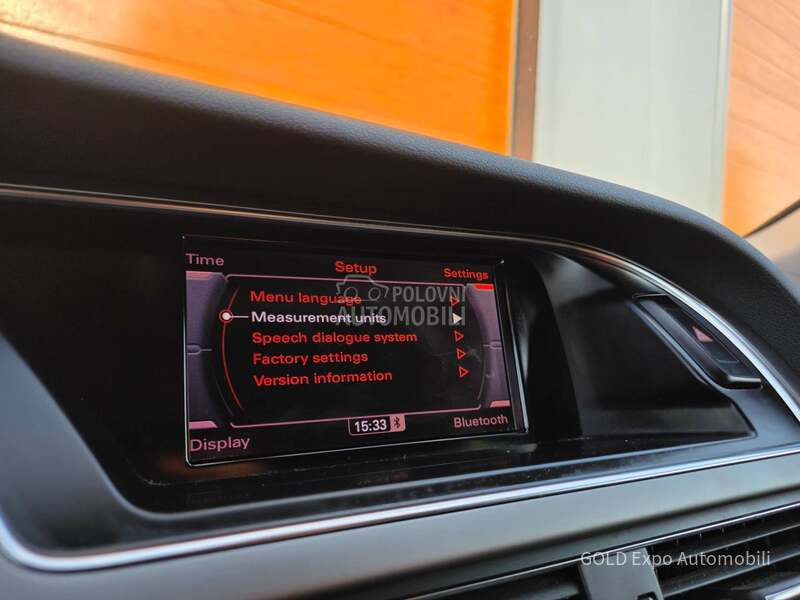 Time
Setup
Settings
Menu language
Measurement units
Speech dialogue system
Factory settings
Version information
15:33
Display
Bluetooth
POLOVNI
AUTOMOBILI
GOLD Expo Automobili